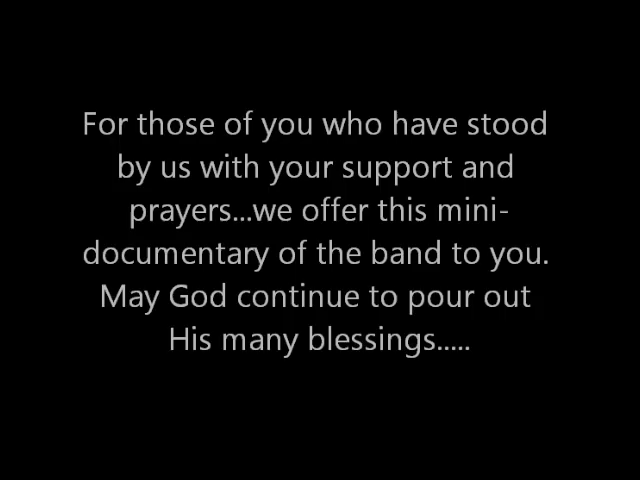 For those of you who have stood
by us with your support and
prayers...we offer this mini-
documentary of the band to you.
May God continue to pour out
His many blessings.....